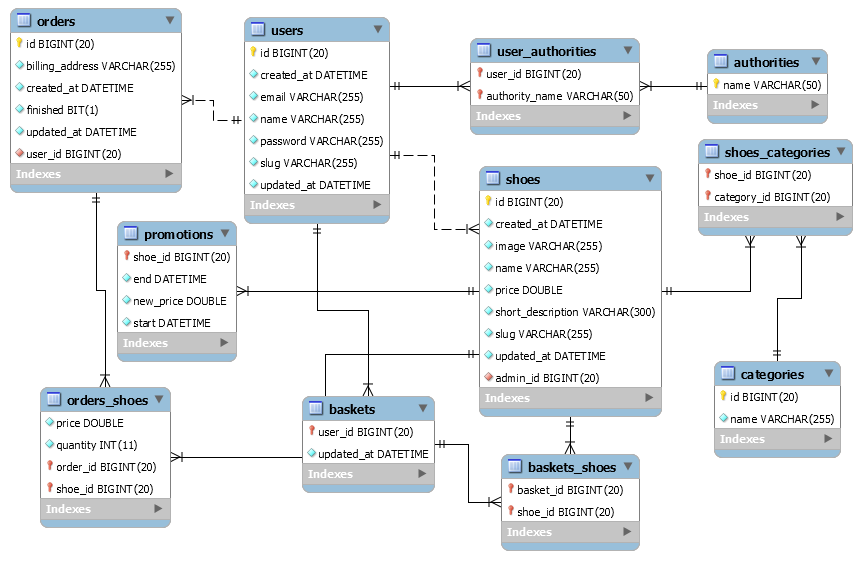 orders
id BIGINT(20)
billing_address VARCHAR(255)
created_at DATETIME
finished BIT(1)
updated_at DATETIME
user_id BIGINT(20)
Indexes
users
id BIGINT(20)
created_at DATETIME
email VARCHAR(255)
name VARCHAR(255)
password VARCHAR(255)
slug VARCHAR(255)
updated_at DATETIME
Indexes
user_authorities
user_id BIGINT(20)
authority_name VARCHAR(50)
Indexes
authorities
name VARCHAR(50)
Indexes
shoes_categories
shoe_id BIGINT(20)
category_id BIGINT(20)
Indexes
shoes
id BIGINT(20)
created_at DATETIME
image VARCHAR(255)
name VARCHAR(255)
price DOUBLE
short_description VARCHAR(300)
slug VARCHAR(255)
updated_at DATETIME
admin_id BIGINT(20)
Indexes
promotions
shoe_id BIGINT(20)
end DATETIME
new_price DOUBLE
start DATETIME
Indexes
categories
id BIGINT(20)
name VARCHAR(255)
Indexes
orders_shoes
price DOUBLE
quantity INT(11)
order_id BIGINT(20)
shoe_id BIGINT(20)
Indexes
baskets
user_id BIGINT(20)
updated_at DATETIME
Indexes
baskets_shoes
basket_id BIGINT(20)
shoe_id BIGINT(20)
Indexes